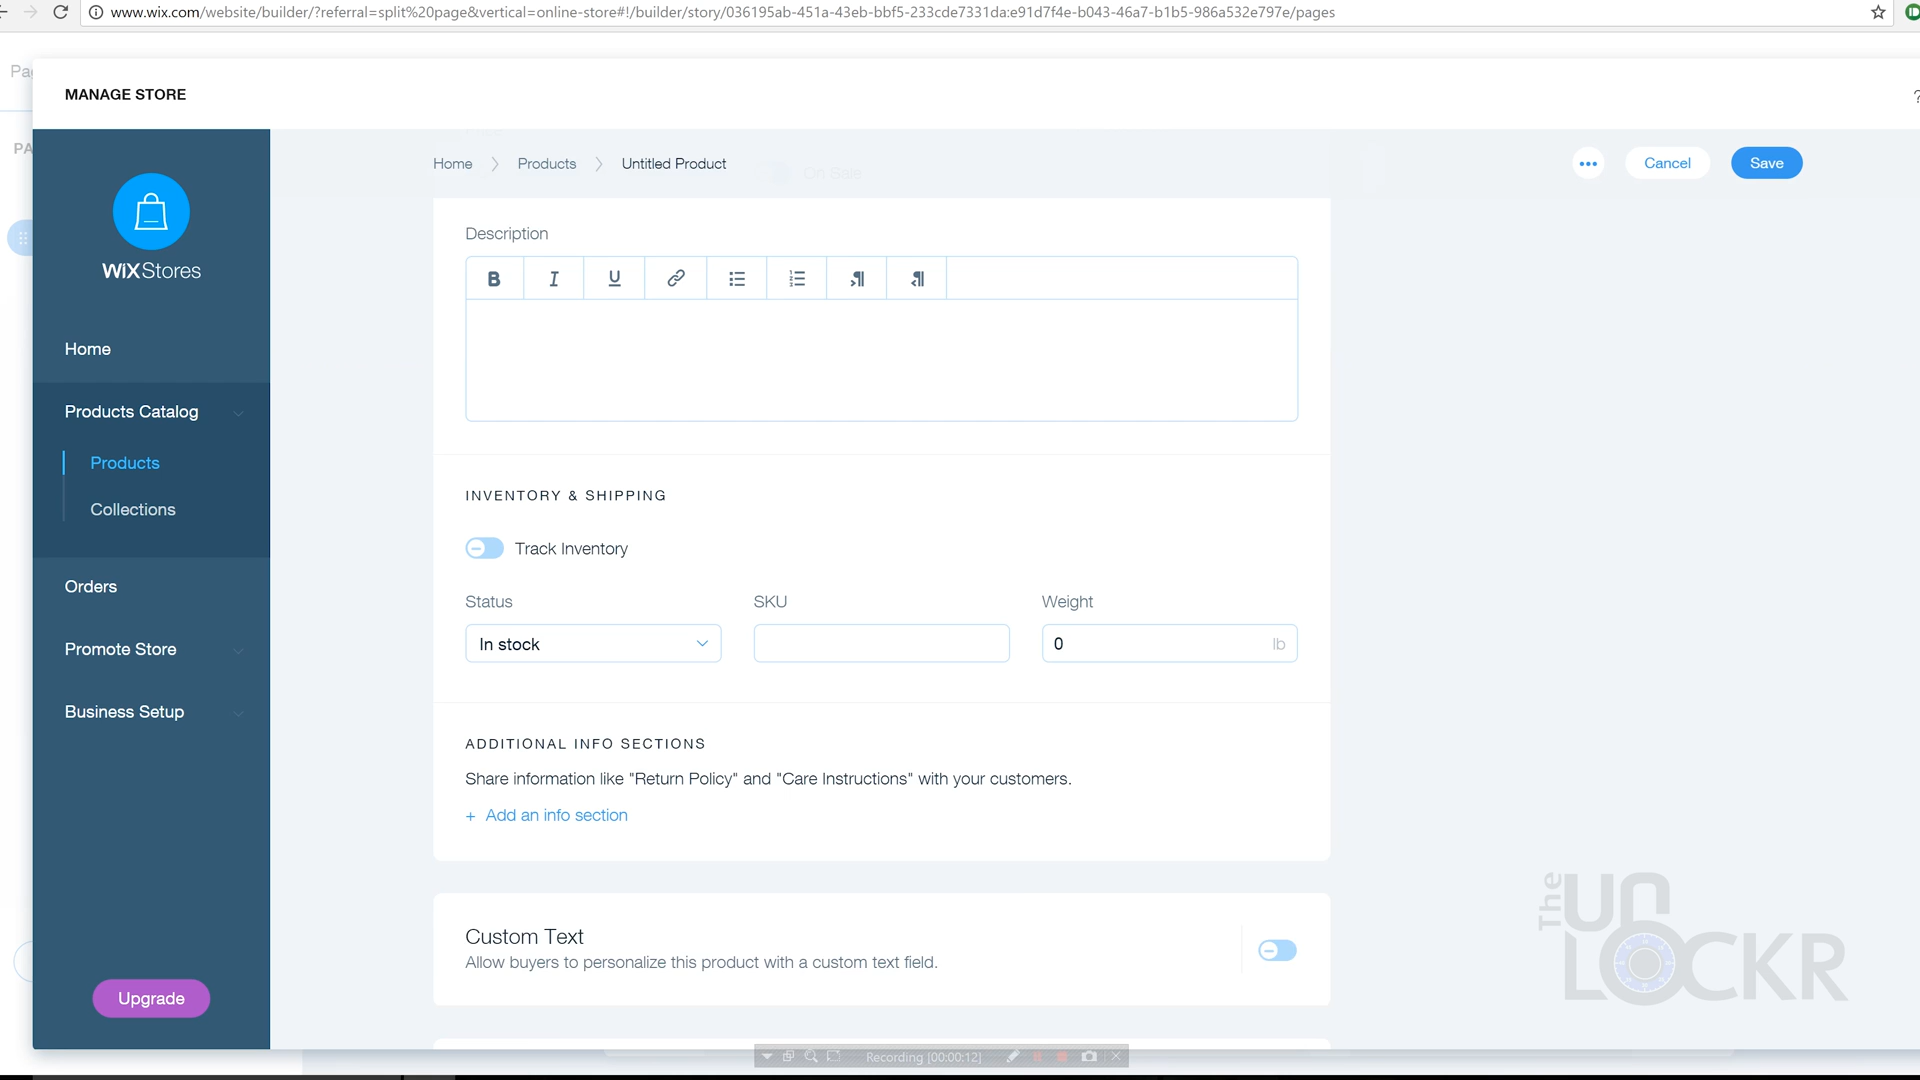 www.wix.com/website/builder/?referral=split%20page&vertical=online-store#!/builder/story/036195ab-451a-43eb-bbf5-233cde7331da:e91d7f4e-b043-46a7-b1b5-986a532e797e/pages
MANAGE STORE
?
Home
Products
Untitled Product
On Sale
...
Cancel
Save
WiXStores
Home
Products Catalog
Products
Collections
Orders
Promote Store
Business Setup
Upgrade
Description
B I U
INVENTORY & SHIPPING
Track Inventory
Status SKU Weight
In stock 0 lb
ADDITIONAL INFO SECTIONS
Share information like "Return Policy" and "Care Instructions" with your customers.
+ Add an info section
Custom Text
Allow buyers to personalize this product with a custom text field.
The UNLOCKR
Recording [00:00:12]